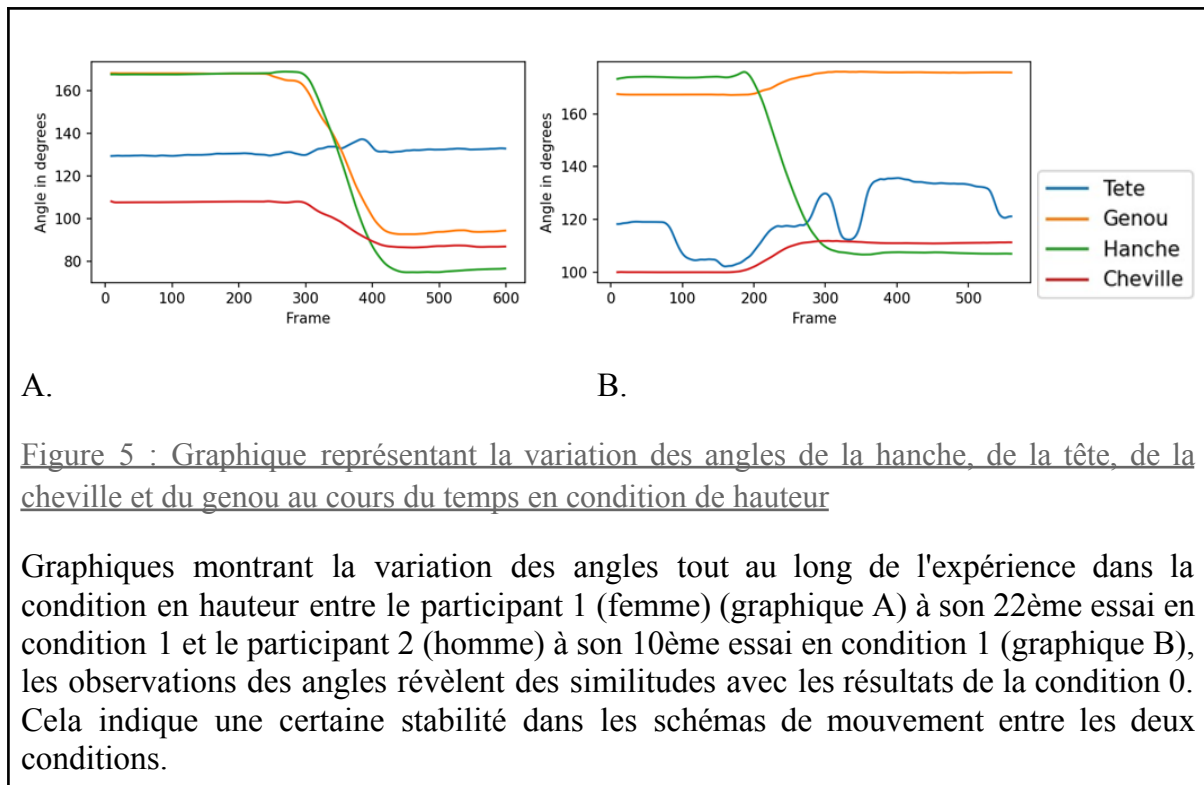 160
140
120
100
80
Angle in degrees
0 100 200 300 400 500 600
Frame
160
140
120
100
Angle in degrees
0 100 200 300 400 500
Frame
Tete
Genou
Hanche
Cheville
A. B.
Figure 5 : Graphique représentant la variation des angles de la hanche, de la tête, de la
cheville et du genou au cours du temps en condition de hauteur
Graphiques montrant la variation des angles tout au long de l'expérience dans la
condition en hauteur entre le participant 1 (femme) (graphique A) à son 22ème essai en
condition 1 et le participant 2 (homme) à son 10ème essai en condition 1 (graphique B),
les observations des angles révèlent des similitudes avec les résultats de la condition 0.
Cela indique une certaine stabilité dans les schémas de mouvement entre les deux
conditions.